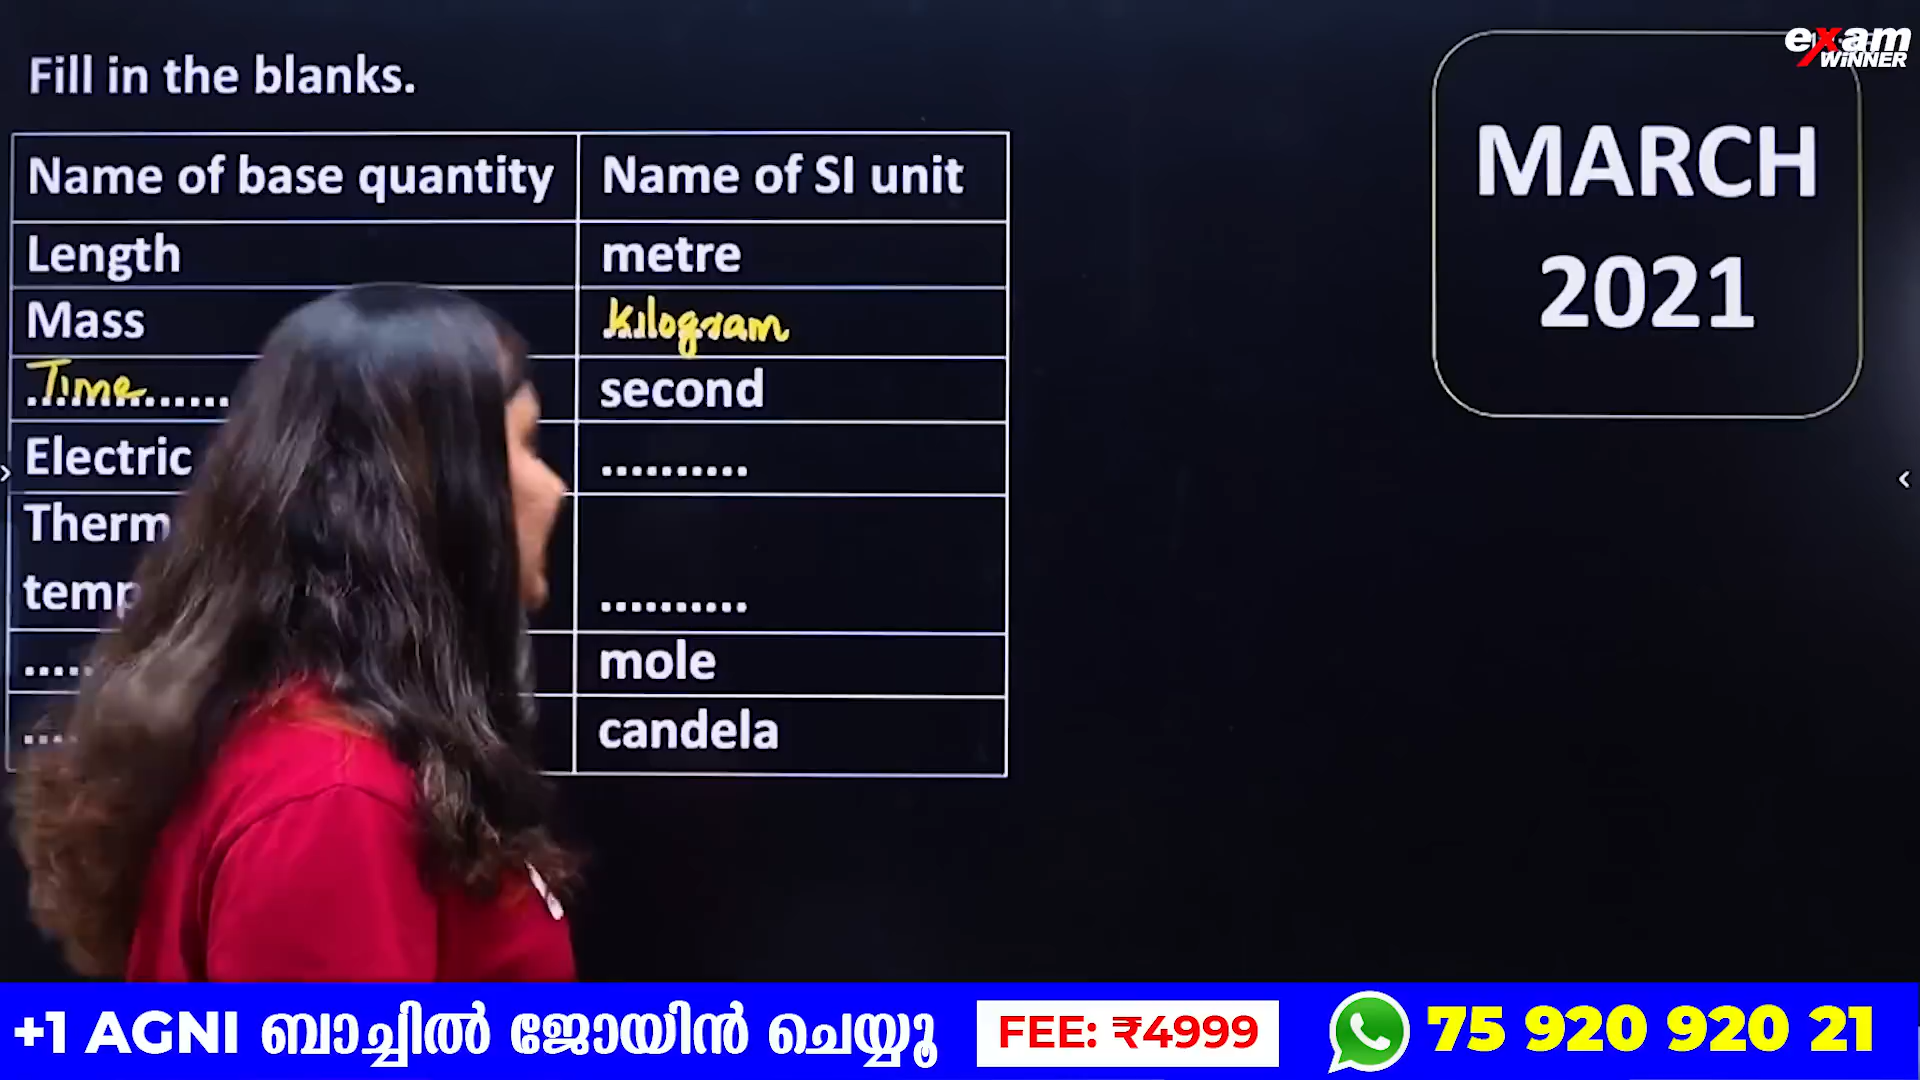 exam
WINNER
Fill in the blanks.
MARCH
2021
Name of base quantity Name of SI unit
Length metre
Mass Kilogram
Time............. second
Electric ..........
Therm
temp ..........
..... mole
.... candela
+1 AGNI ബാച്ചിൽ ജോയിൻ ചെയ്യൂ FEE: ₹4999 75 920 920 21